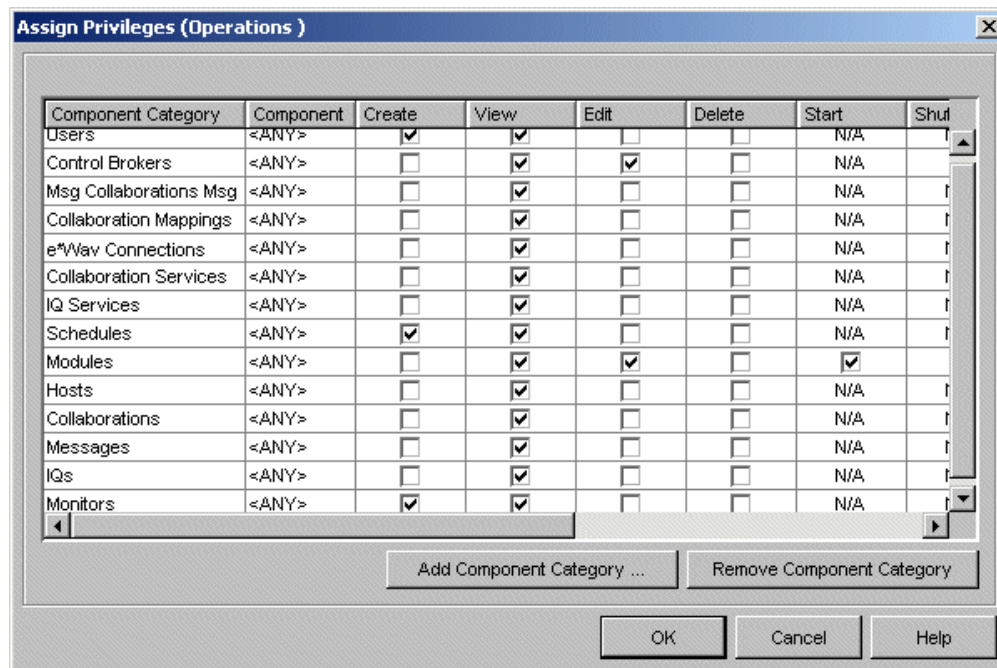 Assign Privileges (Operations )
Component Category Component Create View Edit Delete Start Shut
Users <ANY> N/A
Control Brokers <ANY> N/A
Msg Collaborations Msg <ANY> N/A
Collaboration Mappings <ANY> N/A
e*Wav Connections <ANY> N/A
Collaboration Services <ANY> N/A
IQ Services <ANY> N/A
Schedules <ANY> N/A
Modules <ANY>
Hosts <ANY> N/A
Collaborations <ANY> N/A
Messages <ANY> N/A
IQs <ANY> N/A
Monitors <ANY> N/A
Add Component Category ... Remove Component Category
OK Cancel Help